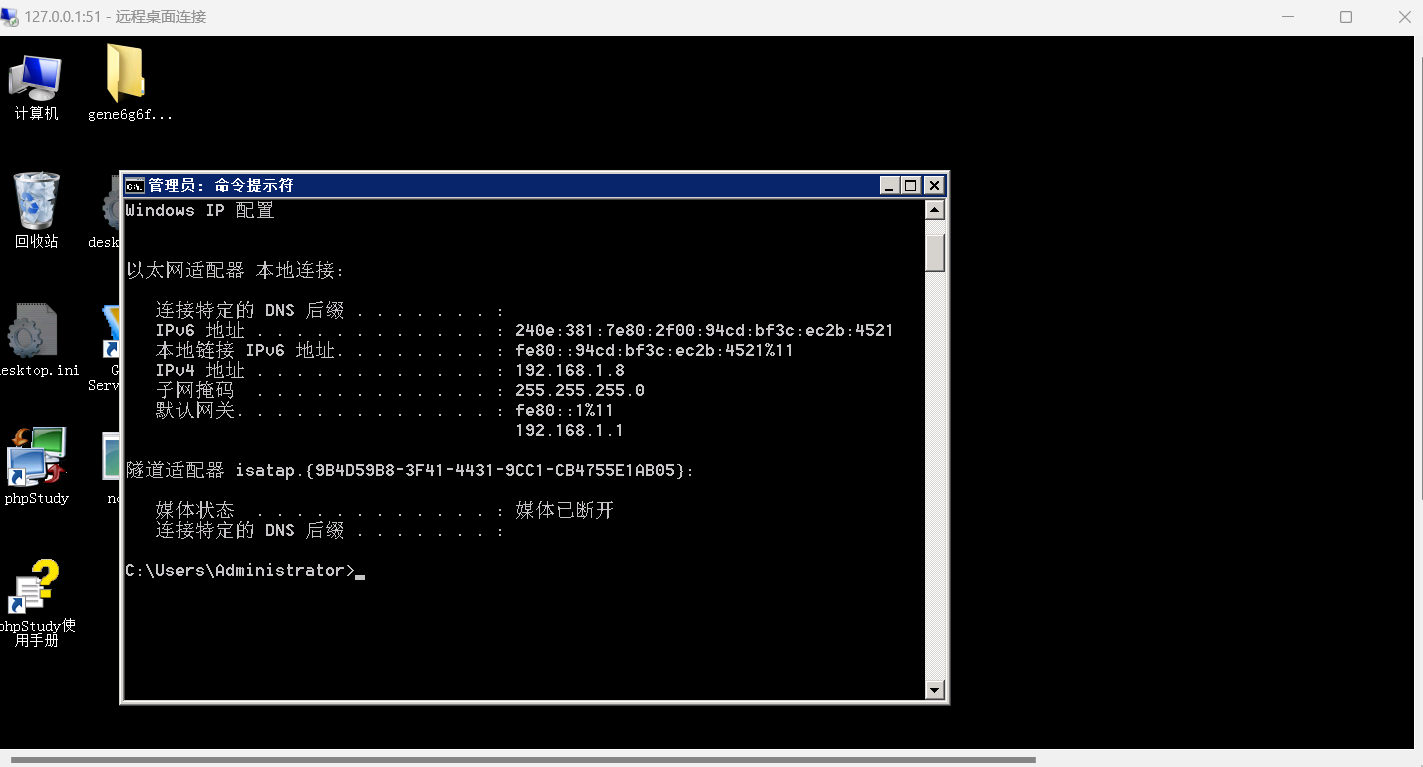 127.0.0.1:51 - 远程桌面连接
计算机
gene6g6f...
回收站
desk
desktop.ini
G
Serv
phpStudy
phpStudy使
用手册
管理员: 命令提示符
Windows IP 配置
以太网适配器 本地连接:
连接特定的 DNS 后缀 . . . . . . . :
IPv6 地址 . . . . . . . . . . . . : 240e:381:7e80:2f00:94cd:bf3c:ec2b:4521
本地链接 IPv6 地址. . . . . . . . : fe80::94cd:bf3c:ec2b:4521%11
IPv4 地址 . . . . . . . . . . . . : 192.168.1.8
子网掩码  . . . . . . . . . . . . : 255.255.255.0
默认网关. . . . . . . . . . . . . : fe80::1%11
192.168.1.1
隧道适配器 isatap.{9B4D59B8-3F41-4431-9CC1-CB4755E1AB05}:
媒体状态  . . . . . . . . . . . . : 媒体已断开
连接特定的 DNS 后缀 . . . . . . . :
C:\Users\Administrator>